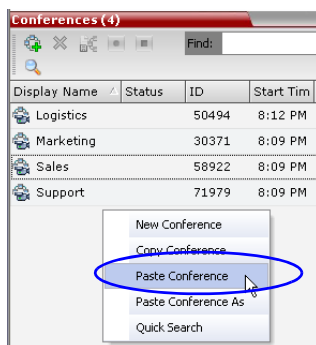 Conferences (4)
Find:
Display Name Status ID Start Tim
Logistics 50494 8:12 PM
Marketing 30371 8:09 PM
Sales 58922 8:09 PM
Support 71979 8:09 PM
New Conference
Copy Conference
Paste Conference
Paste Conference As
Quick Search